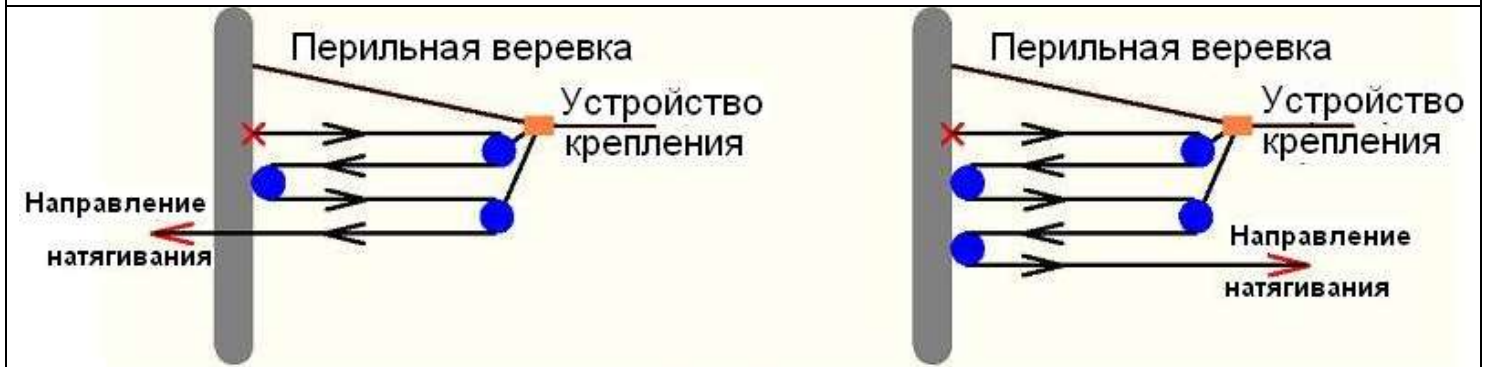 Перильная веревка
Устройство
крепления
Направление
натягивания
Перильная веревка
Устройство
крепления
Направление
натягивания